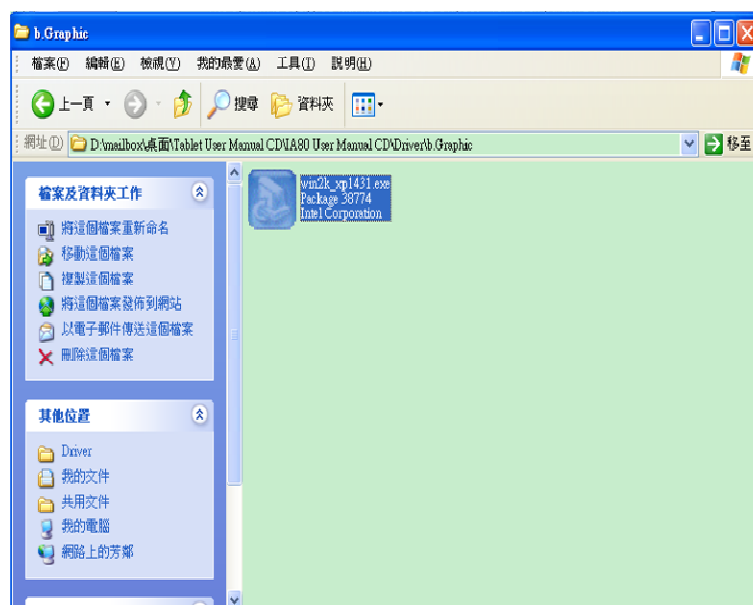 b.Graphic
檔案(F) 編輯(E) 檢視(V) 我的最愛(A) 工具(T) 説明(H)
上一頁 搜尋 資料夾
網址(D) D:\mailbox\桌面\Tablet User Manual CD\IA80 User Manual CD\Driver\b.Graphic 移至
檔案及資料夾工作
將這個檔案重新命名
移動這個檔案
複製這個檔案
將這個檔案發佈到網站
以電子郵件傳送這個檔案
刪除這個檔案
其他位置
Driver
我的文件
共用文件
我的電腦
網路上的芳鄰
win2k_xp1431.exe
Package 38774
Intel Corporation